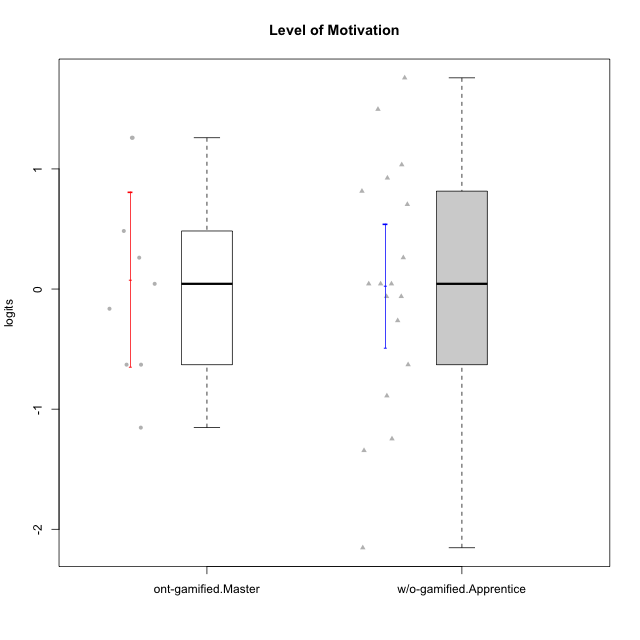 Level of Motivation
logits
1
0
-1
-2
ont-gamified.Master
w/o-gamified.Apprentice